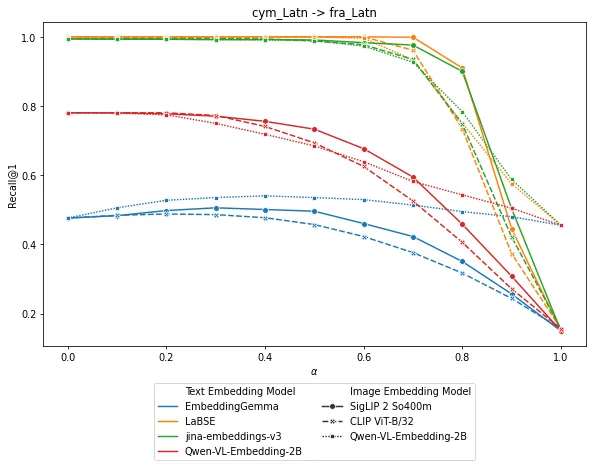 cym_Latn -> fra_Latn
Recall@1
1.0
0.8
0.6
0.4
0.2
0.0 0.2 0.4 0.6 0.8 1.0
α
Text Embedding Model
EmbeddingGemma
LaBSE
jina-embeddings-v3
Qwen-VL-Embedding-2B
Image Embedding Model
SigLIP 2 So400m
CLIP ViT-B/32
Qwen-VL-Embedding-2B